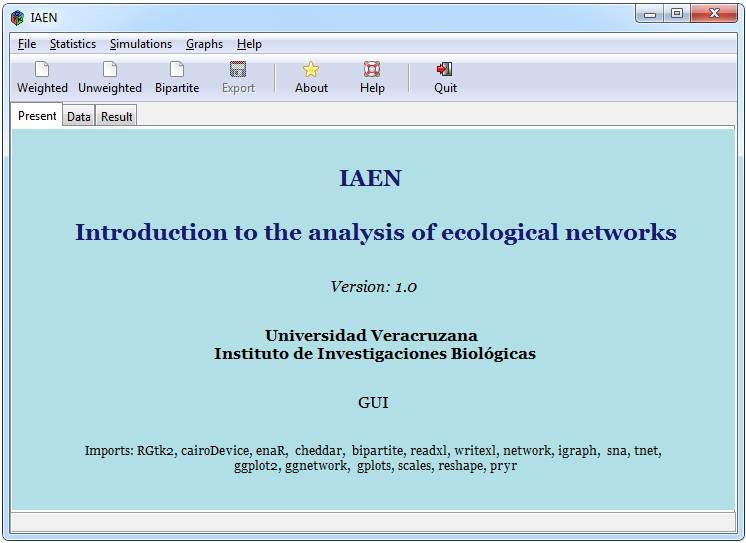 IAEN
File Statistics Simulations Graphs Help
Weighted Unweighted Bipartite Export About Help Quit
Present Data Result
IAEN
Introduction to the analysis of ecological networks
Version: 1.0
Universidad Veracruzana
Instituto de Investigaciones Biológicas
GUI
Imports: RGtk2, cairoDevice, enaR, cheddar, bipartite, readxl, writexl, network, igraph, sna, tnet,
ggplot2, ggnetwork, gplots, scales, reshape, pryr